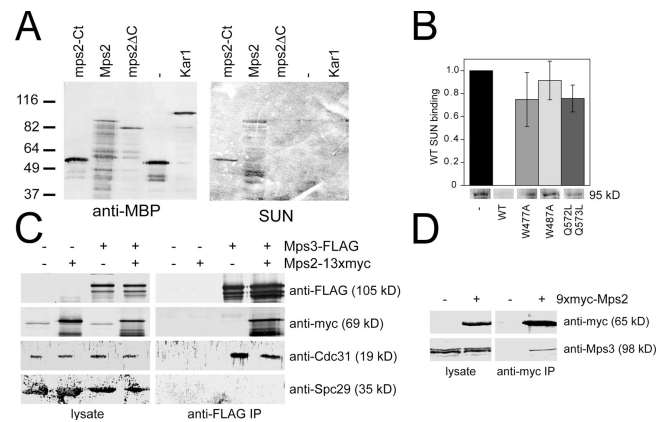 A
mps2-Ct Mps2 mps2ΔC - Kar1
mps2-Ct Mps2 mps2ΔC - Kar1
116
82
64
49
37
anti-MBP
SUN
B
WT SUN binding
1.0
0.8
0.6
0.4
0.2
0
95 kD
- WT W477A W487A Q572L Q573L
C
- - + + - - + + Mps3-FLAG
- + - + - + - + Mps2-13xmyc
anti-FLAG (105 kD)
anti-myc (69 kD)
anti-Cdc31 (19 kD)
anti-Spc29 (35 kD)
lysate
anti-FLAG IP
D
- + - + 9xmyc-Mps2
anti-myc (65 kD)
anti-Mps3 (98 kD)
lysate
anti-myc IP